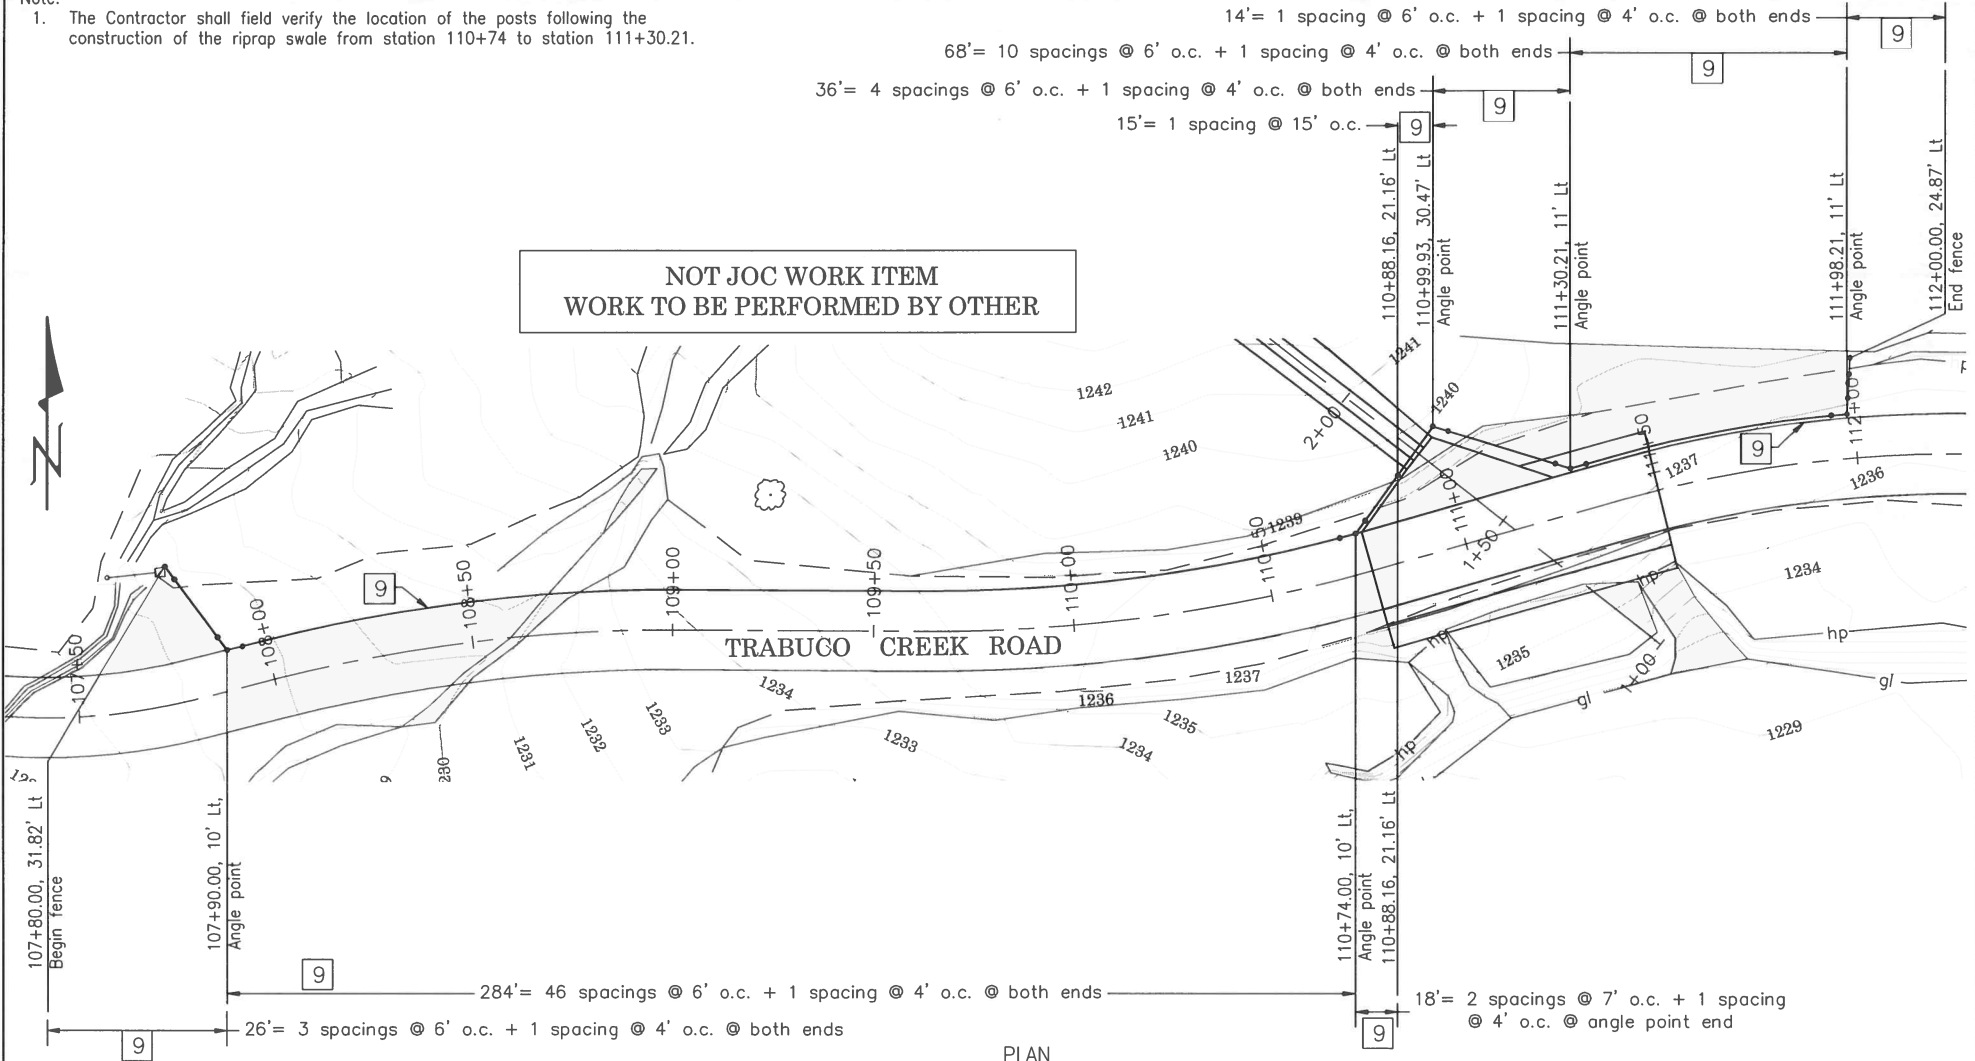 Note:
1. The Contractor shall field verify the location of the posts following the
construction of the riprap swale from station 110+74 to station 111+30.21.
14'= 1 spacing @ 6' o.c. + 1 spacing @ 4' o.c. @ both ends
9
68'= 10 spacings @ 6' o.c. + 1 spacing @ 4' o.c. @ both ends
9
36'= 4 spacings @ 6' o.c. + 1 spacing @ 4' o.c. @ both ends
9
15'= 1 spacing @ 15' o.c.
9
110+88.16, 21.16' Lt
110+99.93, 30.47' Lt
Angle point
111+30.21, 11' Lt
Angle point
111+98.21, 11' Lt
Angle point
112+00.00, 24.87' Lt
End fence
NOT JOC WORK ITEM
WORK TO BE PERFORMED BY OTHER
N
1241
1240
1242
1241
1240
2+00
1239
111+50
112+00
9
1237
1236
111+00
1+50
110+50
110+00
109+50
109+00
108+50
108+00
107+50
9
TRABUCO CREEK ROAD
hp
1234
hp
hp
1235
1+00
gl
gl
1229
hp
1237
1236
1235
1234
1234
1233
1233
1232
1231
230
9
107+80.00, 31.82' Lt
Begin fence
107+90.00, 10' Lt,
Angle point
110+74.00, 10' Lt,
Angle point
110+88.16, 21.16' Lt
9
284'= 46 spacings @ 6' o.c. + 1 spacing @ 4' o.c. @ both ends
18'= 2 spacings @ 7' o.c. + 1 spacing
@ 4' o.c. @ angle point end
9
26'= 3 spacings @ 6' o.c. + 1 spacing @ 4' o.c. @ both ends
9
PLAN